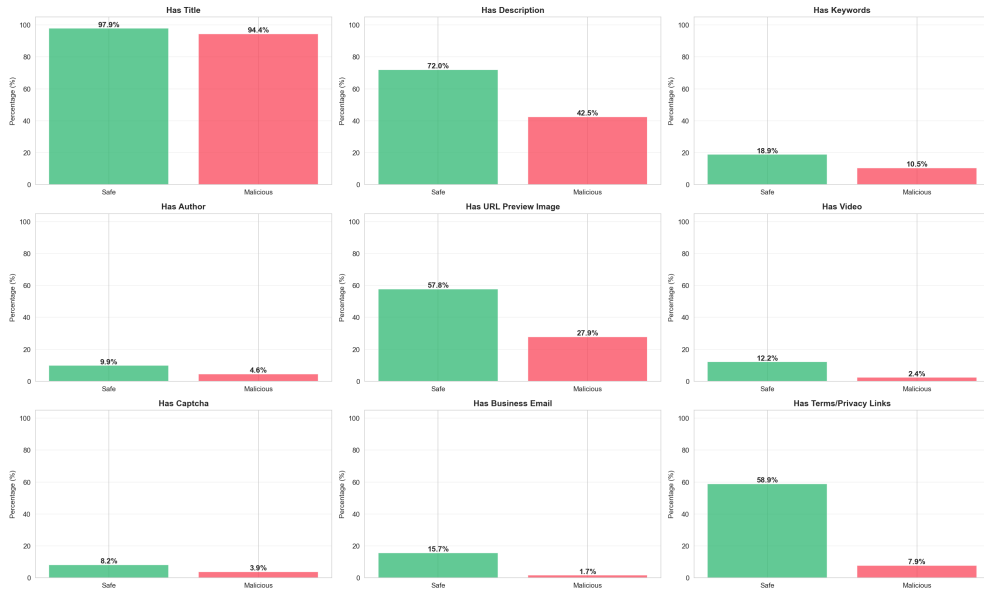 Has Title
Percentage (%)
100
80
60
40
20
0
97.9%
94.4%
Safe
Malicious
Has Description
Percentage (%)
100
80
60
40
20
0
72.0%
42.5%
Safe
Malicious
Has Keywords
Percentage (%)
100
80
60
40
20
0
18.9%
10.5%
Safe
Malicious
Has Author
Percentage (%)
100
80
60
40
20
0
9.9%
4.6%
Safe
Malicious
Has URL Preview Image
Percentage (%)
100
80
60
40
20
0
57.8%
27.9%
Safe
Malicious
Has Video
Percentage (%)
100
80
60
40
20
0
12.2%
2.4%
Safe
Malicious
Has Captcha
Percentage (%)
100
80
60
40
20
0
8.2%
3.9%
Safe
Malicious
Has Business Email
Percentage (%)
100
80
60
40
20
0
15.7%
1.7%
Safe
Malicious
Has Terms/Privacy Links
Percentage (%)
100
80
60
40
20
0
58.9%
7.9%
Safe
Malicious